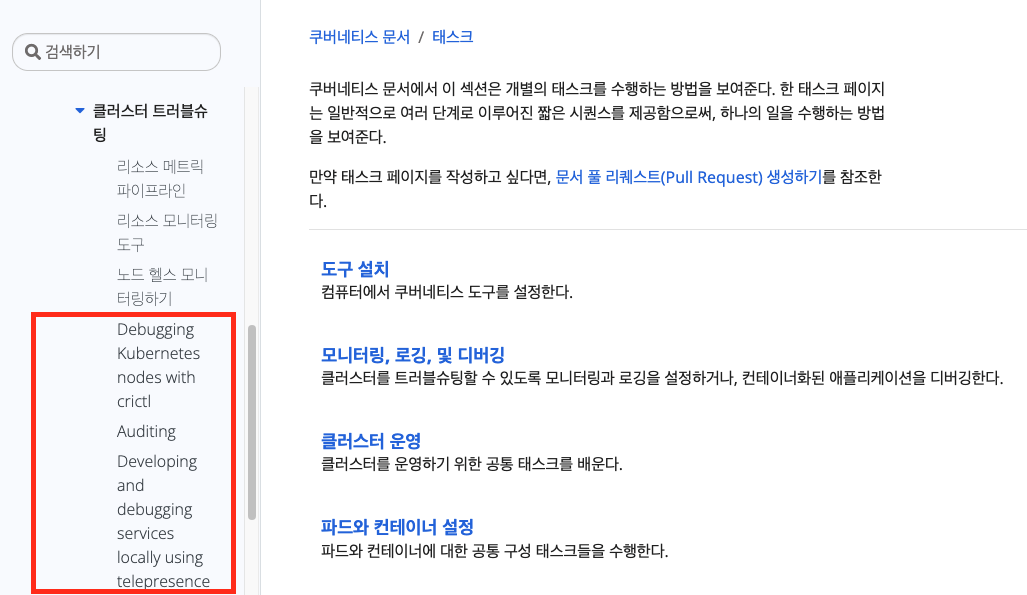 검색하기
클러스터 트러블슈
팅
리소스 메트릭
파이프라인
리소스 모니터링
도구
노드 헬스 모니
터링하기
Debugging
Kubernetes
nodes with
crictl
Auditing
Developing
and
debugging
services
locally using
telepresence
쿠버네티스 문서 / 태스크
쿠버네티스 문서에서 이 섹션은 개별의 태스크를 수행하는 방법을 보여준다. 한 태스크 페이지
는 일반적으로 여러 단계로 이루어진 짧은 시퀀스를 제공함으로써, 하나의 일을 수행하는 방법
을 보여준다.
만약 태스크 페이지를 작성하고 싶다면, 문서 풀 리퀘스트(Pull Request) 생성하기를 참조한
다.
도구 설치
컴퓨터에서 쿠버네티스 도구를 설정한다.
모니터링, 로깅, 및 디버깅
클러스터를 트러블슈팅할 수 있도록 모니터링과 로깅을 설정하거나, 컨테이너화된 애플리케이션을 디버깅한다.
클러스터 운영
클러스터를 운영하기 위한 공통 태스크를 배운다.
파드와 컨테이너 설정
파드와 컨테이너에 대한 공통 구성 태스크들을 수행한다.